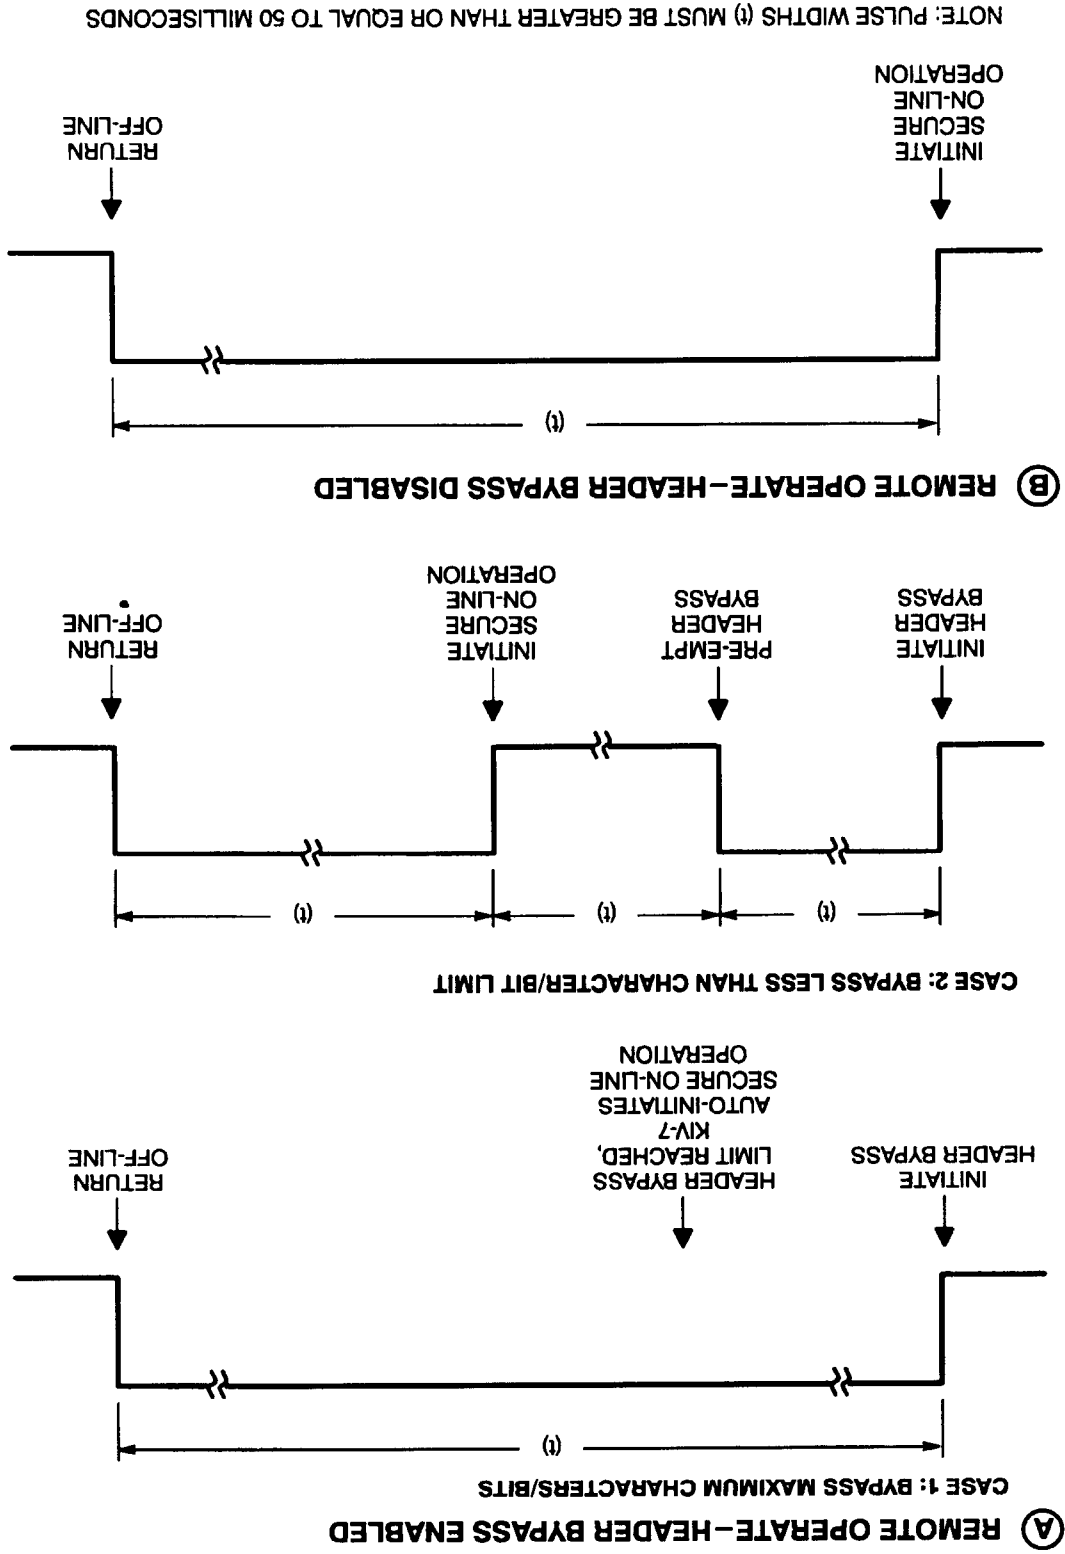 Ⓐ REMOTE OPERATE–HEADER BYPASS ENABLED
CASE 1: BYPASS MAXIMUM CHARACTERS/BITS
(t)
INITIATE
HEADER BYPASS
HEADER BYPASS
LIMIT REACHED,
KIV-7
AUTO-INITIATES
SECURE ON-LINE
OPERATION
RETURN
OFF-LINE
CASE 2: BYPASS LESS THAN CHARACTER/BIT LIMIT
(t)
(t)
(t)
INITIATE
HEADER
BYPASS
PRE-EMPT
HEADER
BYPASS
INITIATE
SECURE
ON-LINE
OPERATION
RETURN
OFF-LINE
Ⓑ REMOTE OPERATE–HEADER BYPASS DISABLED
(t)
INITIATE
SECURE
ON-LINE
OPERATION
RETURN
OFF-LINE
NOTE: PULSE WIDTHS (t) MUST BE GREATER THAN OR EQUAL TO 50 MILLISECONDS